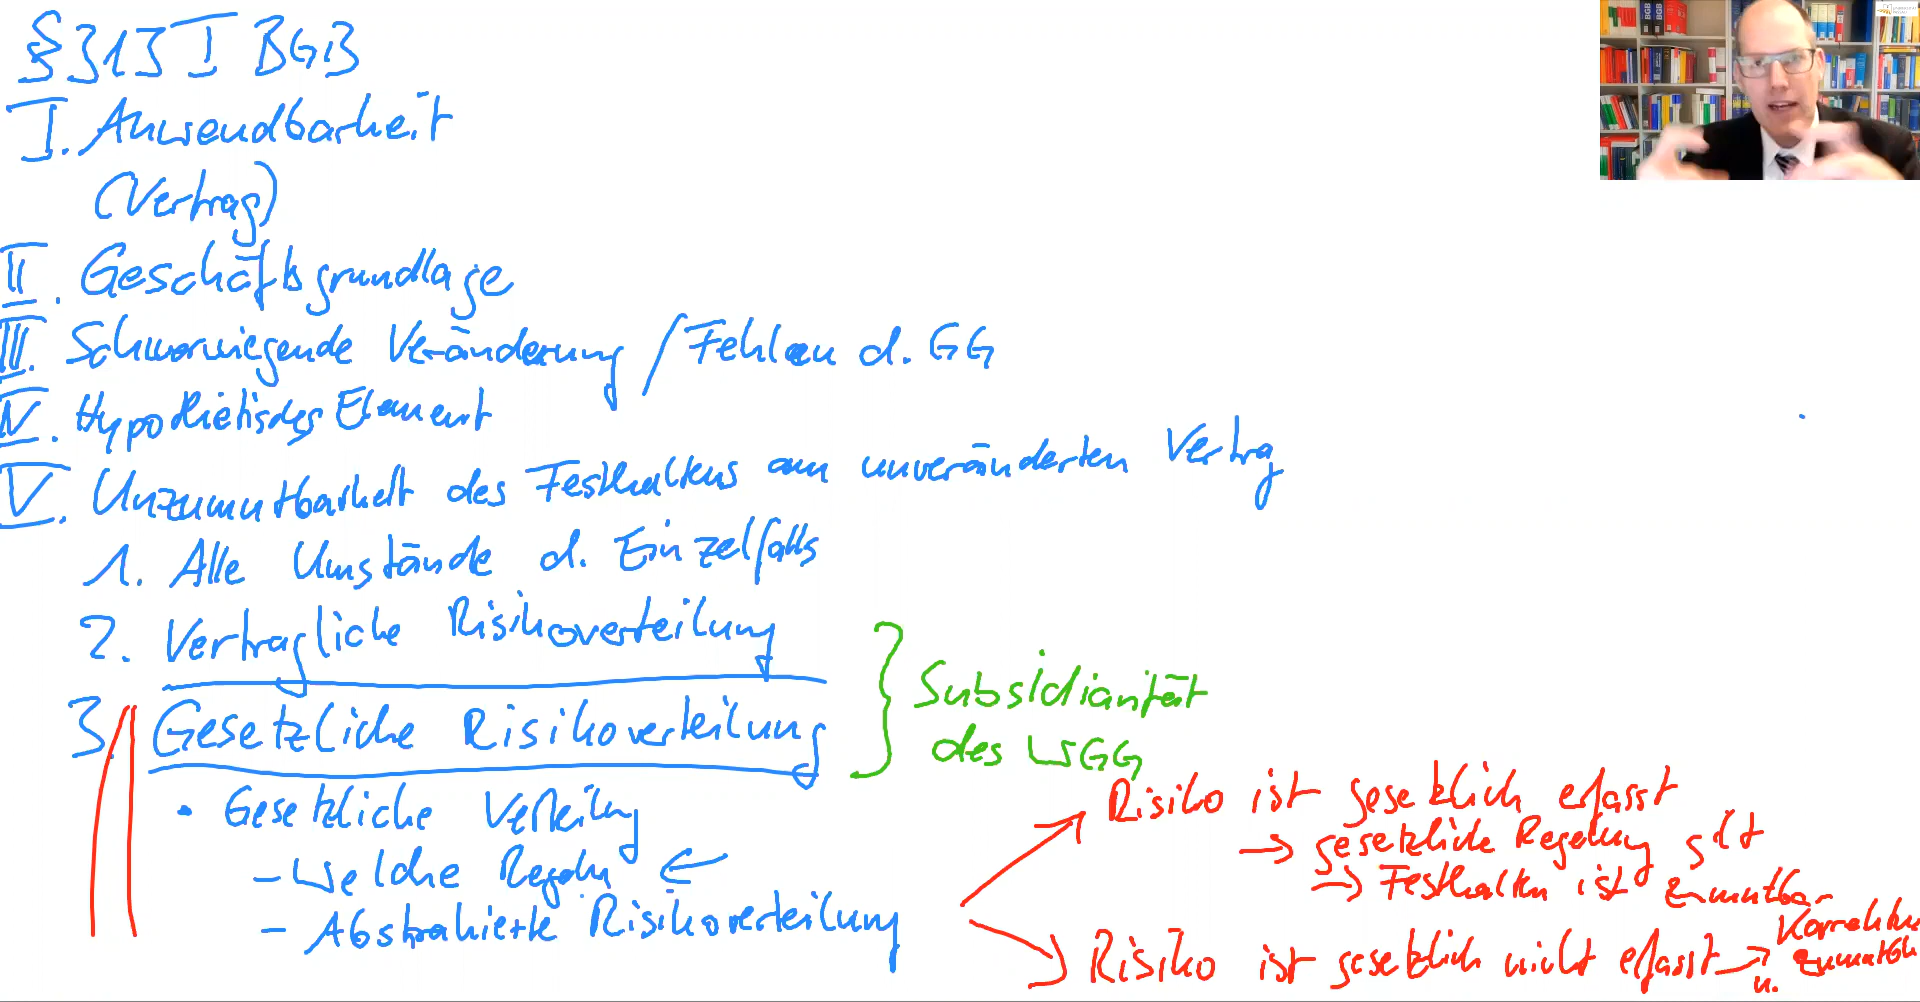 § 313 I BGB
I. Anwendbarkeit
(Vertrag)
II. Geschäftsgrundlage
III. Schwerwiegende Veränderung / Fehlen d. GG
IV. Hypothetisches Element
V. Unzumutbarkeit des Festhaltens am unveränderten Vertrag
1. Alle Umstände d. Einzelfalls
2. Vertragliche Risikoverteilung
3. Gesetzliche Risikoverteilung
Subsidiarität
des WGG
• Gesetzliche Verteilung
- Welche Regeln ←
- Abstrahierte Risikoverteilung
Risiko ist gesetzlich erfasst
→ gesetzliche Regelung gilt
→ Festhalten ist zumutbar
Risiko ist gesetzlich nicht erfasst →
BGB BGB